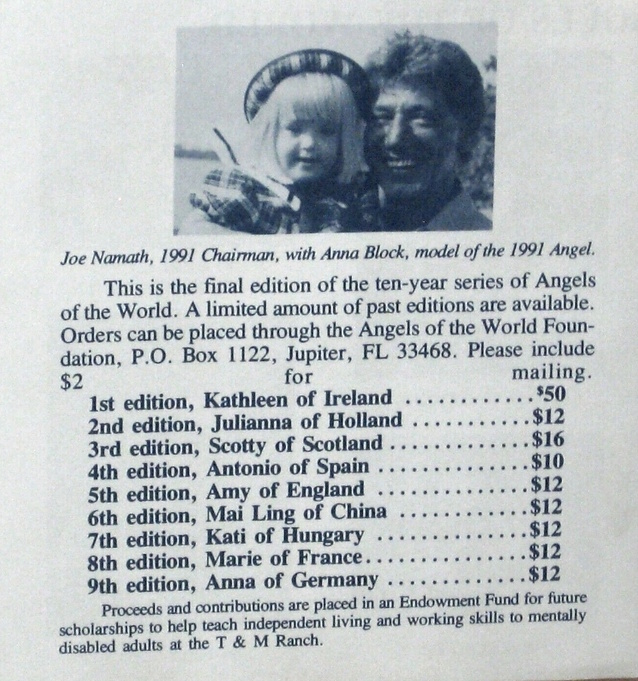 Joe Namath, 1991 Chairman, with Anna Block, model of the 1991 Angel.
This is the final edition of the ten-year series of Angels
of the World. A limited amount of past editions are available.
Orders can be placed through the Angels of the World Foun-
dation, P.O. Box 1122, Jupiter, FL 33468. Please include
$2 for mailing.
1st edition, Kathleen of Ireland ............$50
2nd edition, Julianna of Holland ...........$12
3rd edition, Scotty of Scotland .............$16
4th edition, Antonio of Spain ..............$10
5th edition, Amy of England ..............$12
6th edition, Mai Ling of China ............$12
7th edition, Kati of Hungary ..............$12
8th edition, Marie of France...............$12
9th edition, Anna of Germany .............$12
Proceeds and contributions are placed in an Endowment Fund for future
scholarships to help teach independent living and working skills to mentally
disabled adults at the T & M Ranch.